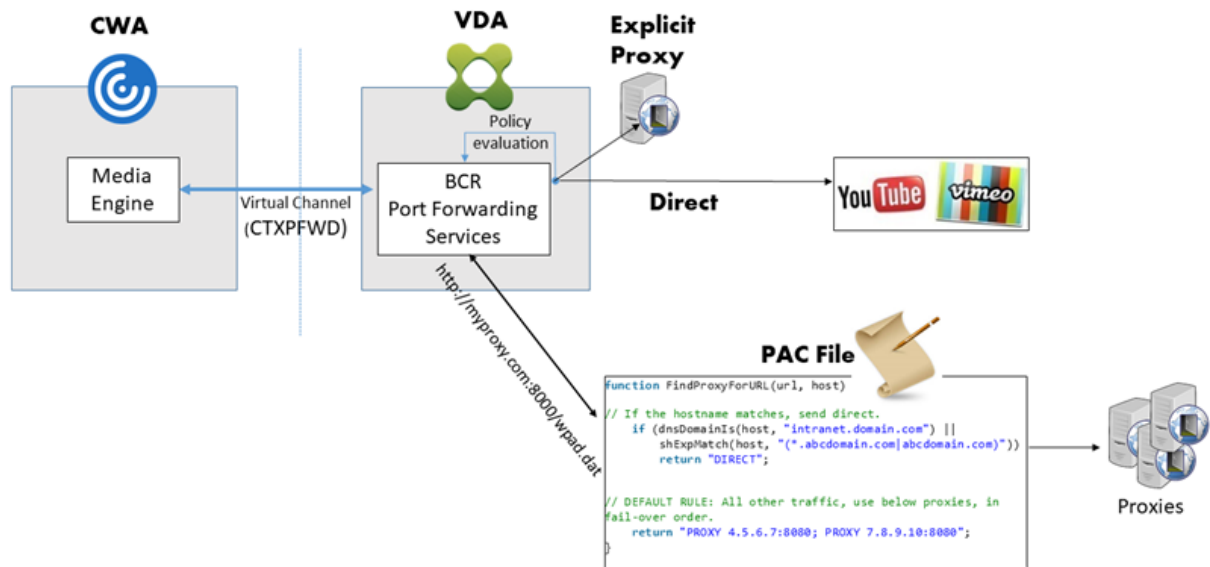 CWA
VDA
Explicit
Proxy
Policy
evaluation
Media
Engine
Virtual Channel
(CTXPFWD)
BCR
Port Forwarding
Services
Direct
YouTube
vimeo
http://myproxy.com:8000/wpad.dat
PAC File
function FindProxyForURL(url, host)
// If the hostname matches, send direct.
if (dnsDomainIs(host, "intranet.domain.com") ||
shExpMatch(host, "(*.abcdomain.com|abcdomain.com)"))
return "DIRECT";
// DEFAULT RULE: All other traffic, use below proxies, in
fail-over order.
return "PROXY 4.5.6.7:8080; PROXY 7.8.9.10:8080";
}
Proxies